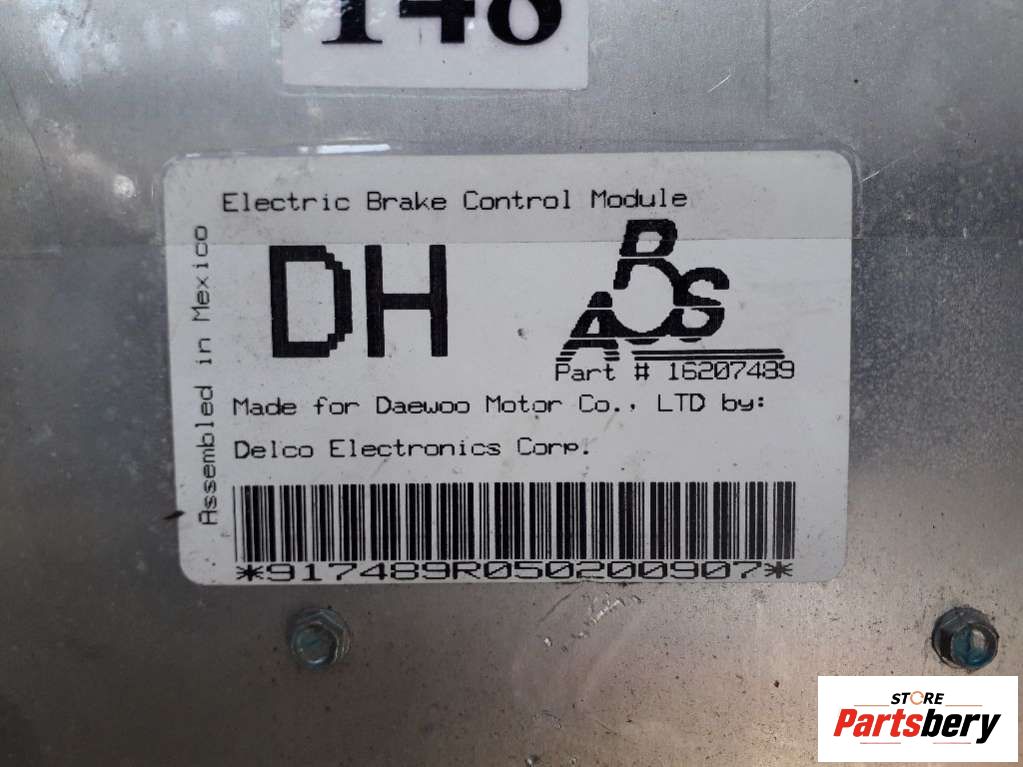 148
Electric Brake Control Module
Assembled in Mexico
DH
ABS
Part # 16207489
Made for Daewoo Motor Co., LTD by:
Delco Electronics Corp.
*917489R050200907*
STORE
Partsbery